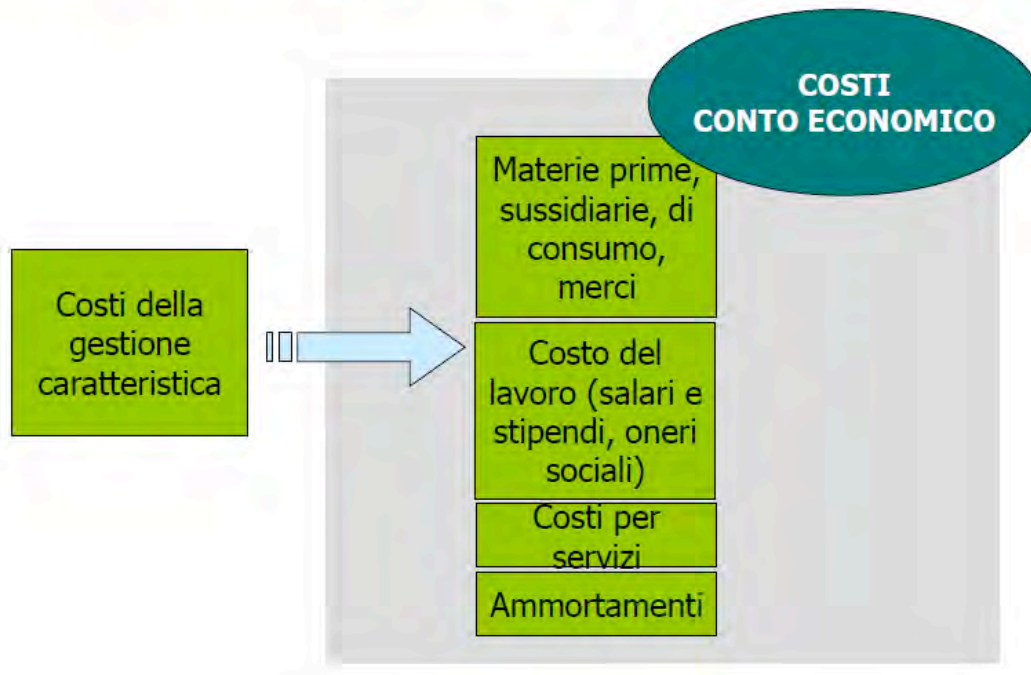 COSTI
CONTO ECONOMICO
Materie prime,
sussidiarie, di
consumo,
merci
Costi della
gestione
caratteristica
Costo del
lavoro (salari e
stipendi, oneri
sociali)
Costi per
servizi
Ammortamenti